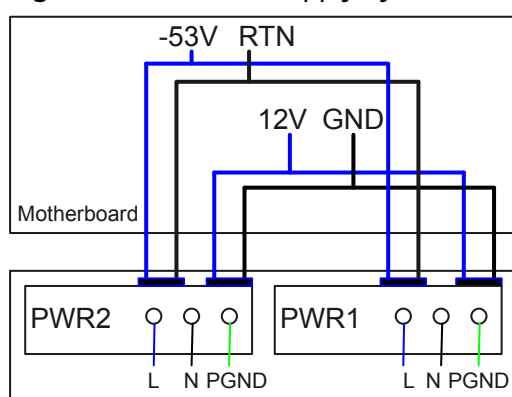 -53V RTN
12V GND
Motherboard
PWR2 PWR1
L N PGND L N PGND